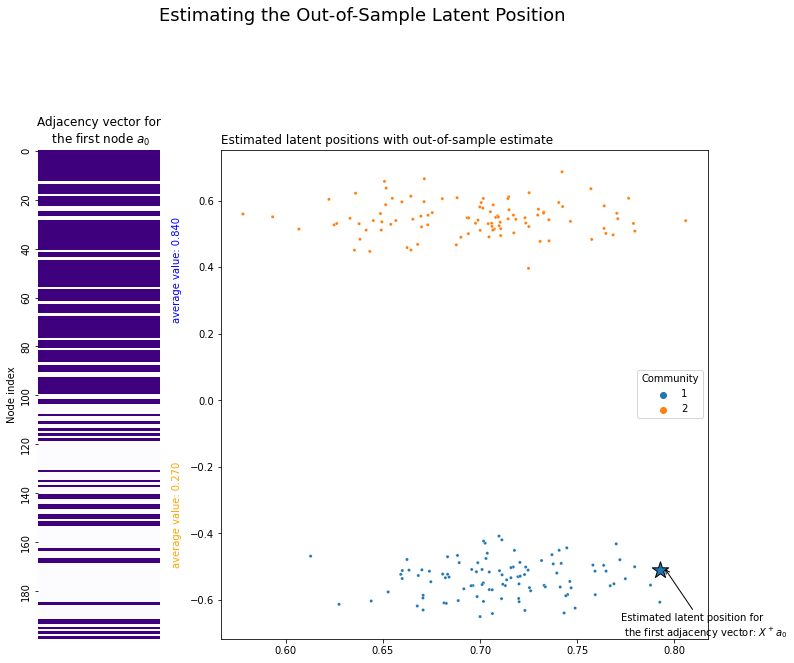 Estimating the Out-of-Sample Latent Position
Adjacency vector for
the first node a₀
Estimated latent positions with out-of-sample estimate
0
20
40
60
80
100
120
140
160
180
Node index
average value: 0.840
average value: 0.270
0.6
0.4
0.2
0.0
−0.2
−0.4
−0.6
Community
1
2
Estimated latent position for
the first adjacency vector: X⁺a₀
0.60
0.65
0.70
0.75
0.80